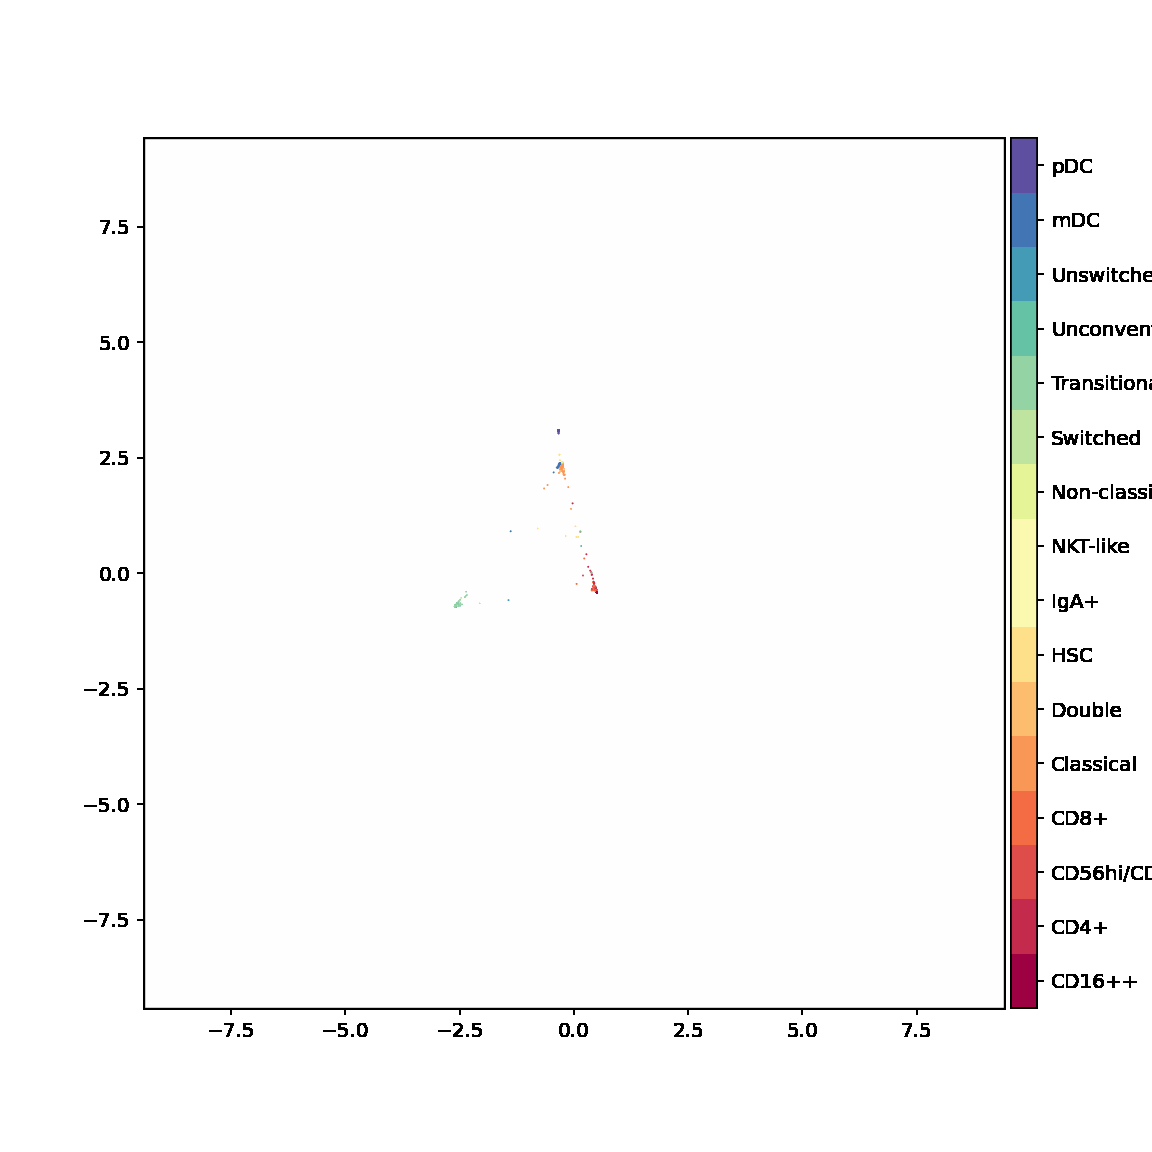 7.5
5.0
2.5
0.0
−2.5
−5.0
−7.5
−7.5 −5.0 −2.5 0.0 2.5 5.0 7.5
pDC
mDC
Unswitche
Unconven
Transitiona
Switched
Non-classi
NKT-like
IgA+
HSC
Double
Classical
CD8+
CD56hi/CD
CD4+
CD16++